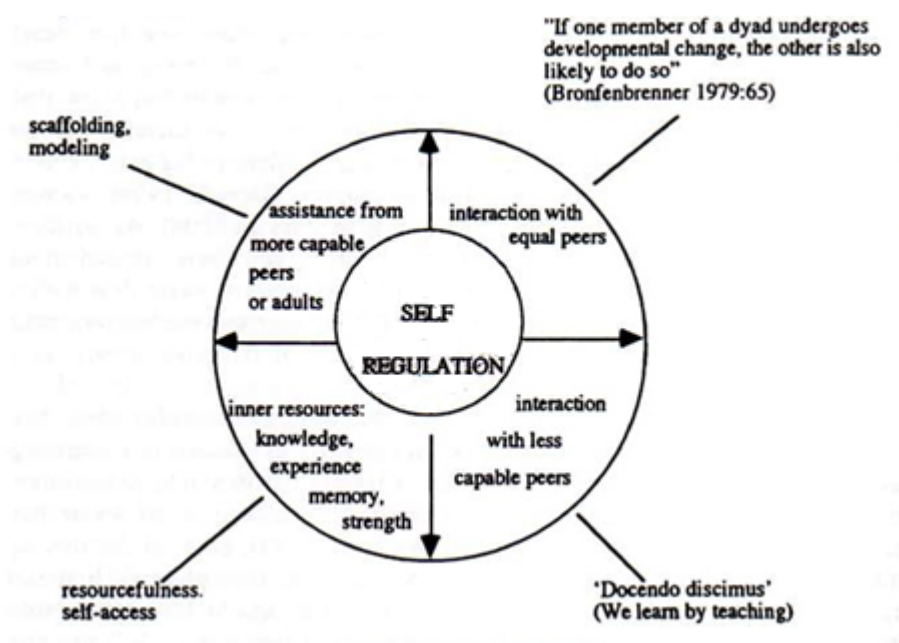 "If one member of a dyad undergoes
developmental change, the other is also
likely to do so"
(Bronfenbrenner 1979:65)
scaffolding,
modeling
assistance from
more capable
peers
or adults
interaction with
equal peers
SELF
REGULATION
inner resources:
knowledge,
experience
memory,
strength
interaction
with less
capable peers
resourcefulness.
self-access
'Docendo discimus'
(We learn by teaching)